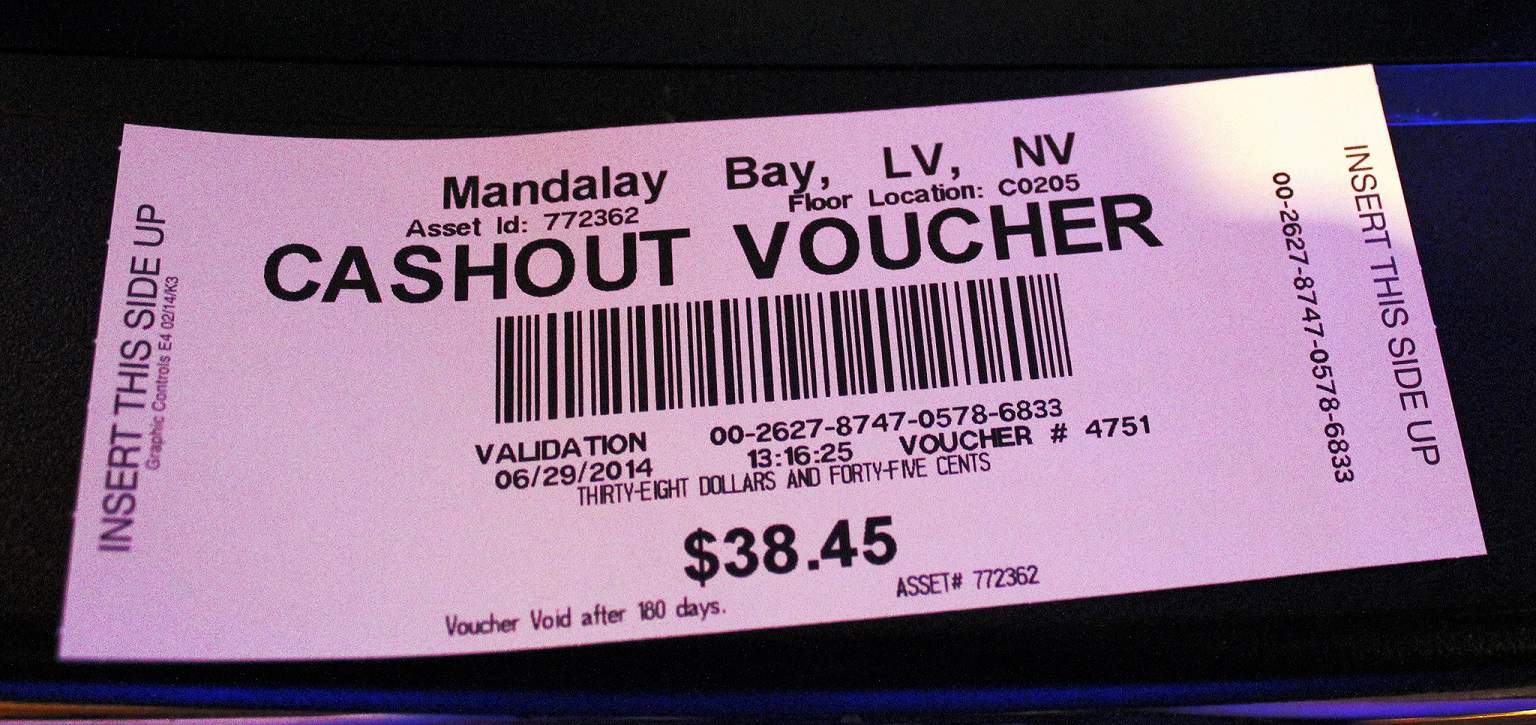 Mandalay Bay, LV, NV
Asset Id: 772362 Floor Location: C0205
CASHOUT VOUCHER
VALIDATION 00-2627-8747-0578-6833
06/29/2014 13:16:25 VOUCHER # 4751
THIRTY-EIGHT DOLLARS AND FORTY-FIVE CENTS
$38.45
Voucher Void after 180 days. ASSET# 772362
INSERT THIS SIDE UP
Graphic Controls E4 02/14/K3
00-2627-8747-0578-6833
INSERT THIS SIDE UP